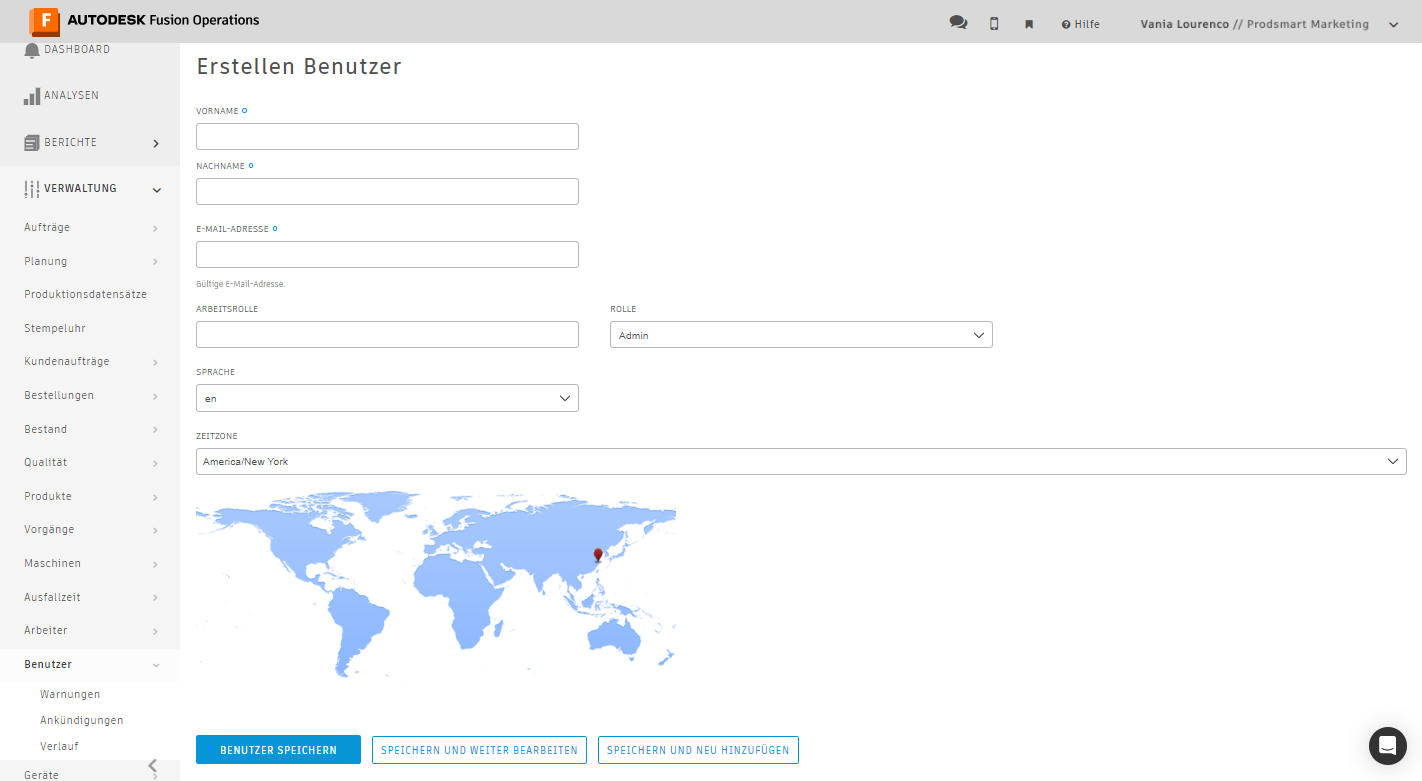 F AUTODESK Fusion Operations
Hilfe
Vania Lourenco // Prodsmart Marketing
DASHBOARD
ANALYSEN
BERICHTE
VERWALTUNG
Aufträge
Planung
Produktionsdatensätze
Stempeluhr
Kundenaufträge
Bestellungen
Bestand
Qualität
Produkte
Vorgänge
Maschinen
Ausfallzeit
Arbeiter
Benutzer
Warnungen
Ankündigungen
Verlauf
Geräte
Erstellen Benutzer
VORNAME
NACHNAME
E-MAIL-ADRESSE
Gültige E-Mail-Adresse.
ARBEITSROLLE
ROLLE
Admin
SPRACHE
en
ZEITZONE
America/New York
BENUTZER SPEICHERN
SPEICHERN UND WEITER BEARBEITEN
SPEICHERN UND NEU HINZUFÜGEN